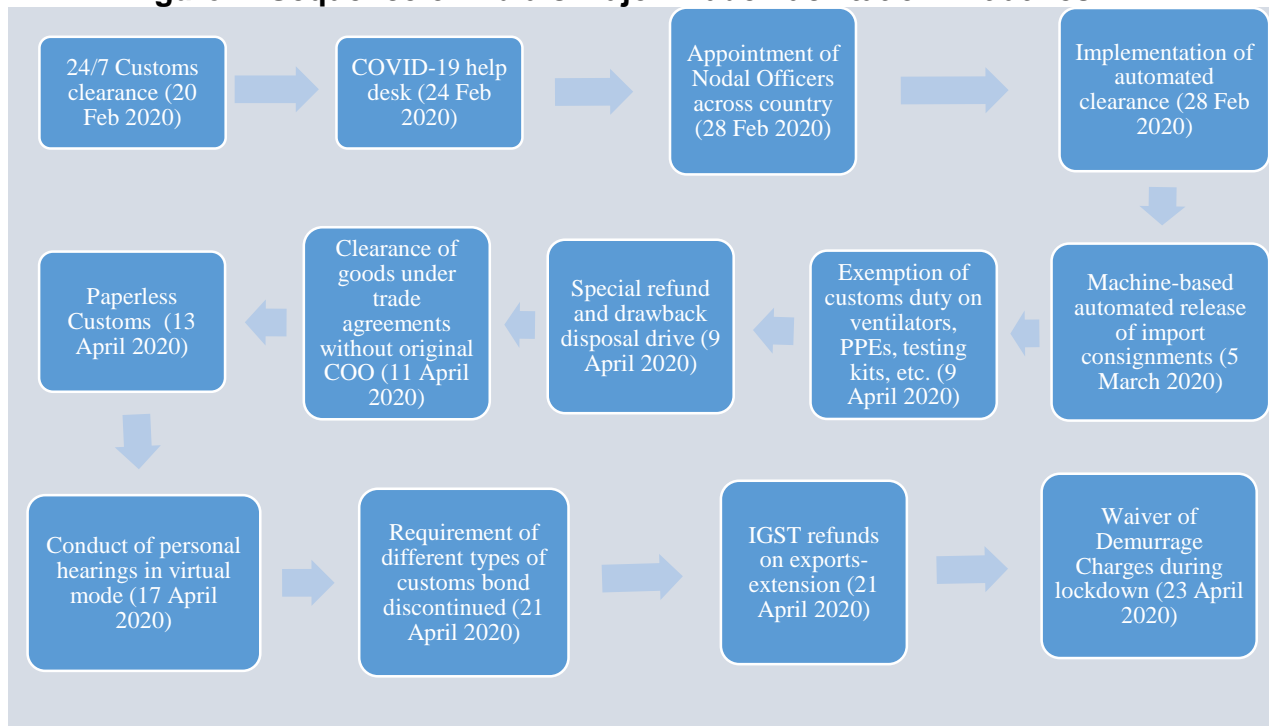 Sequence of
24/7 Customs
clearance (20
Feb 2020)
COVID-19 help
desk (24 Feb
2020)
Appointment of
Nodal Officers
across country
(28 Feb 2020)
Implementation of
automated
clearance (28 Feb
2020)
Machine-based
automated release
of import
consignments (5
March 2020)
Exemption of
customs duty on
ventilators,
PPEs, testing
kits, etc. (9
April 2020)
Special refund
and drawback
disposal drive (9
April 2020)
Clearance of
goods under
trade
agreements
without original
COO (11 April
2020)
Paperless
Customs (13
April 2020)
Conduct of personal
hearings in virtual
mode (17 April
2020)
Requirement of
different types of
customs bond
discontinued (21
April 2020)
IGST refunds
on exports-
extension (21
April 2020)
Waiver of
Demurrage
Charges during
lockdown (23 April
2020)